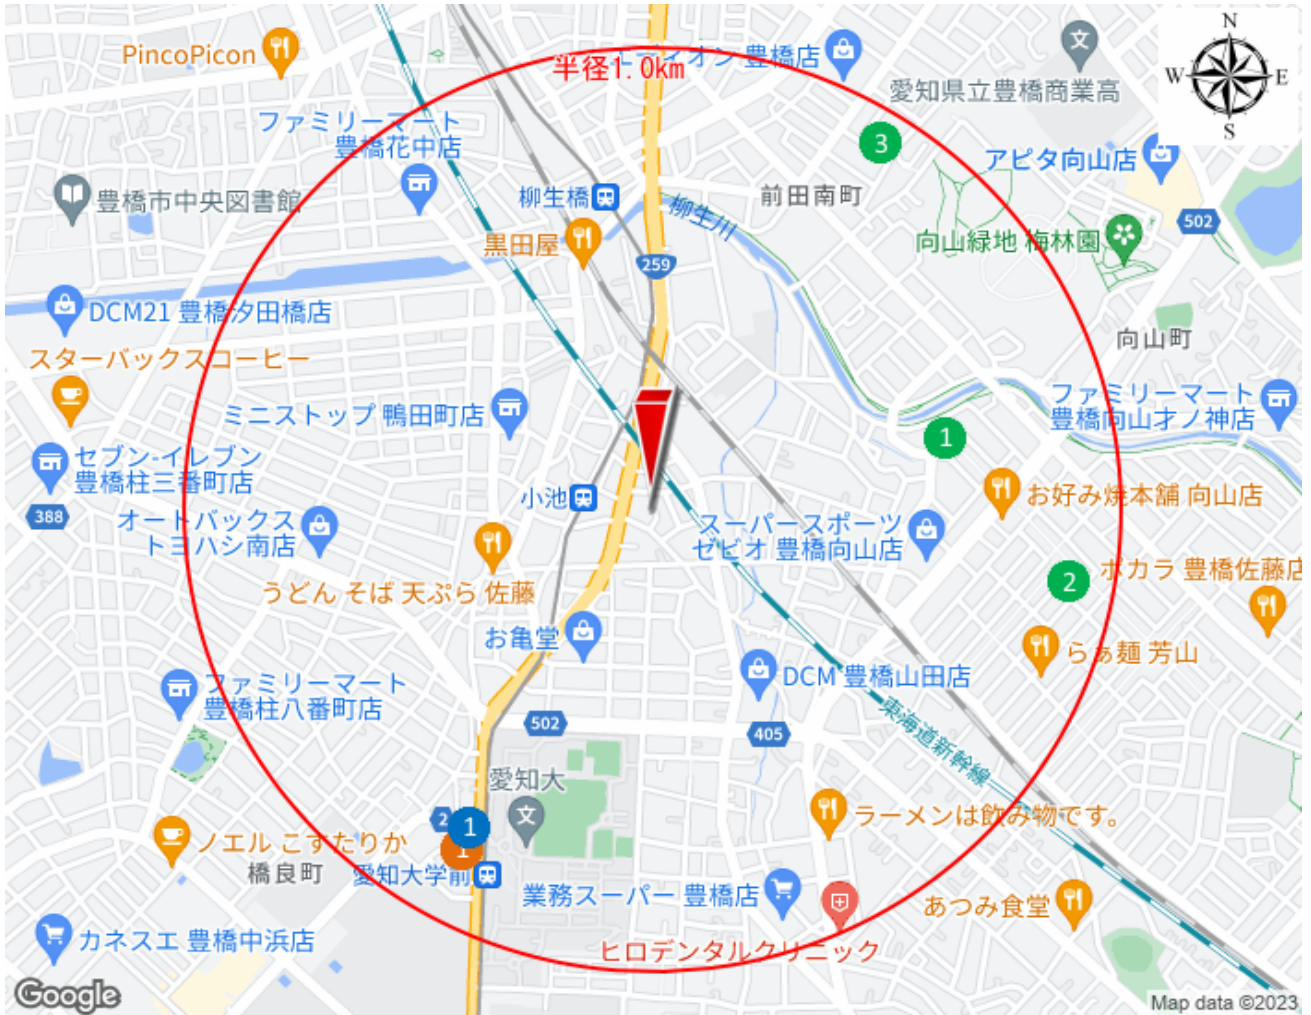 PincoPicon
エディオン 豊橋店
半径1.0km
愛知県立豊橋商業高
N
W
E
S
ファミリーマート
豊橋花中店
3
アピタ向山店
豊橋市中央図書館
柳生橋
前田南町
柳生川
502
黒田屋
259
向山緑地 梅林園
DCM21 豊橋汐田橋店
向山町
スターバックスコーヒー
ミニストップ 鴨田町店
ファミリーマート
豊橋向山才ノ神店
1
セブン-イレブン
豊橋柱三番町店
388
小池
お好み焼本舗 向山店
オートバックス
トヨハシ南店
スーパースポーツ
ゼビオ 豊橋向山店
2
ポカラ 豊橋佐藤店
うどん そば 天ぷら 佐藤
お亀堂
らぁ麺 芳山
DCM 豊橋山田店
ファミリーマート
豊橋柱八番町店
502
405
東海道新幹線
愛知大
2
1
1
ラーメンは飲み物です。
ノエル こすたりか
橋良町
愛知大学前
業務スーパー 豊橋店
あつみ食堂
カネスエ 豊橋中浜店
ヒロデンタルクリニック
Google
Map data ©2023